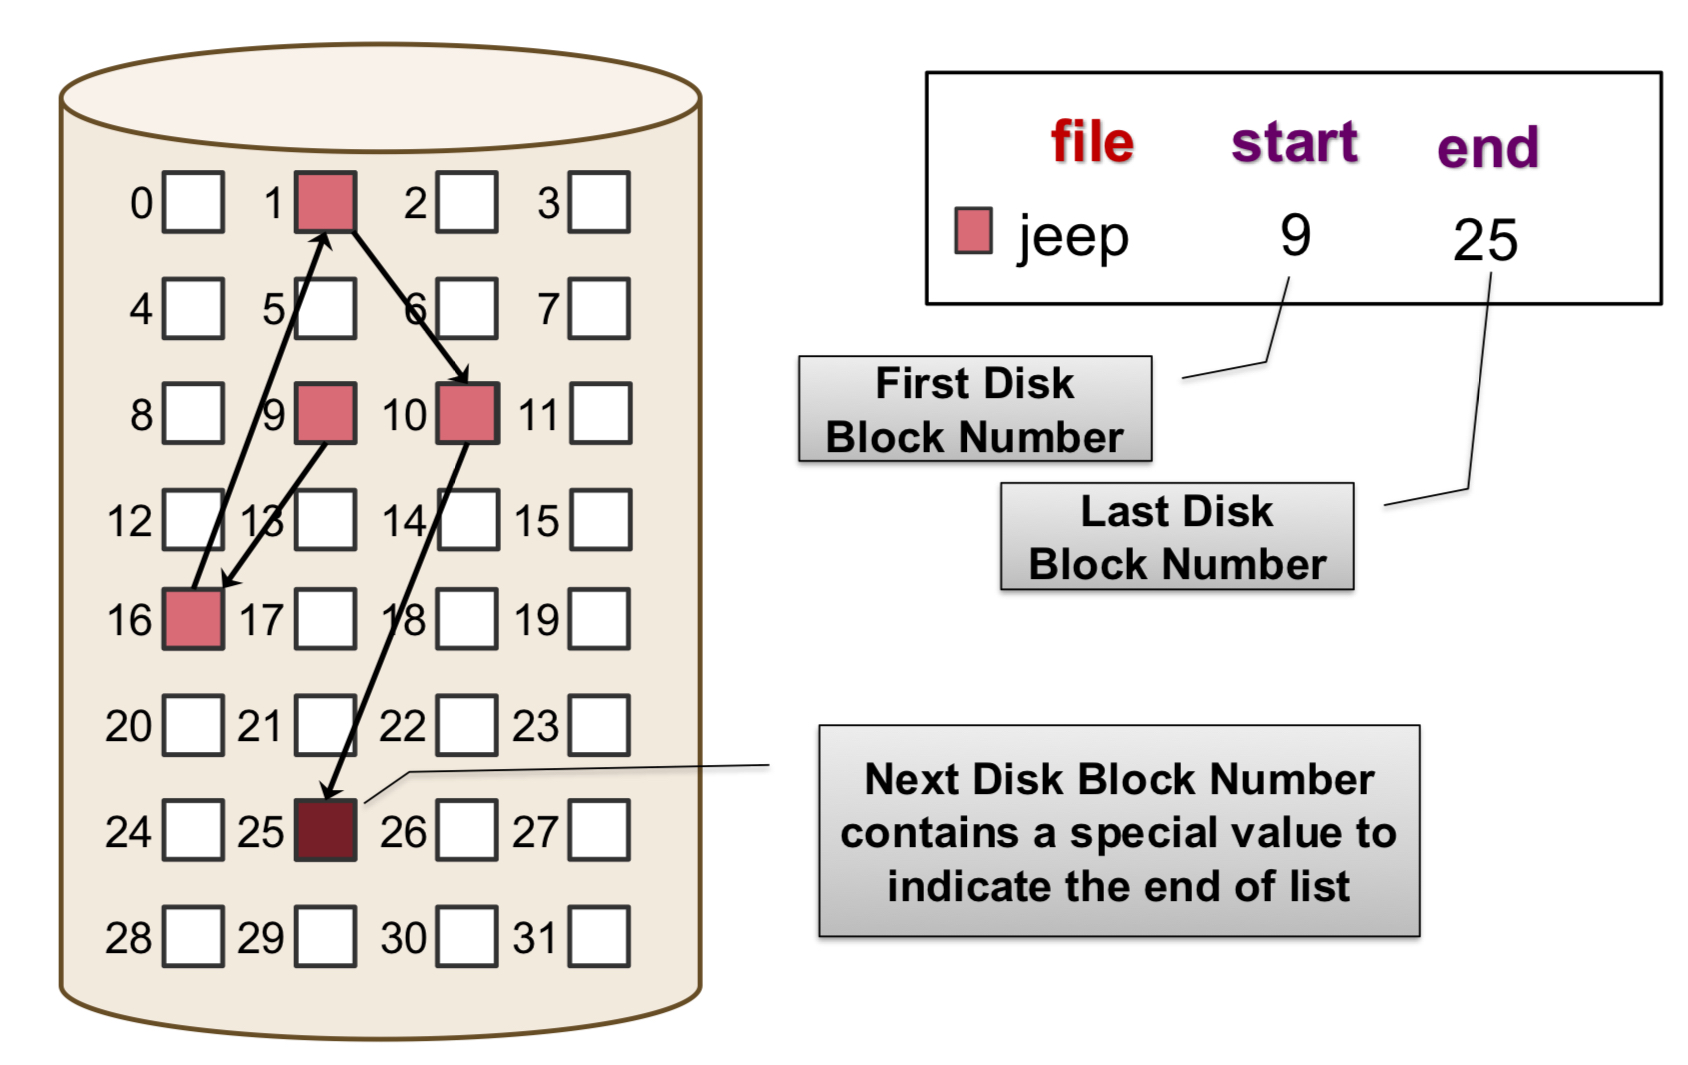 0 1 2 3
4 5 6 7
8 9 10 11
12 13 14 15
16 17 18 19
20 21 22 23
24 25 26 27
28 29 30 31
file start end
jeep 9 25
First Disk
Block Number
Last Disk
Block Number
Next Disk Block Number
contains a special value to
indicate the end of list